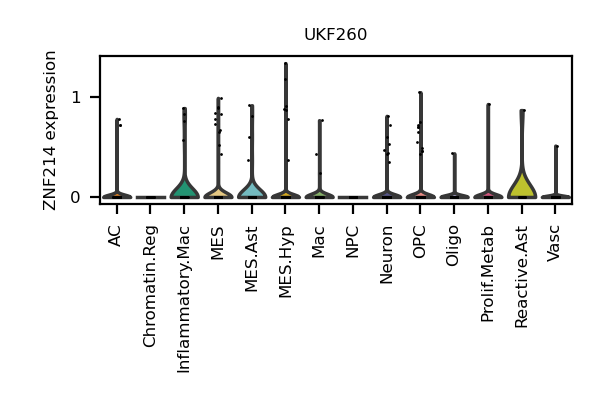 UKF260
ZNF214 expression
1
0
AC
Chromatin.Reg
Inflammatory.Mac
MES
MES.Ast
MES.Hyp
Mac
NPC
Neuron
OPC
Oligo
Prolif.Metab
Reactive.Ast
Vasc